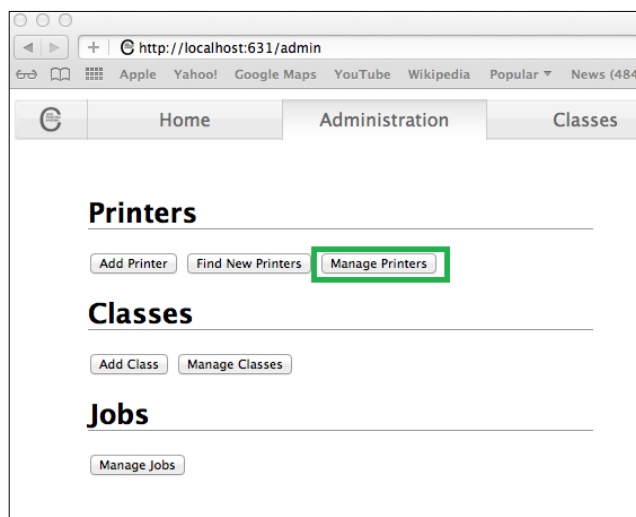 http://localhost:631/admin
Apple Yahoo! Google Maps YouTube Wikipedia Popular News (484
Home Administration Classes
Printers
Add Printer Find New Printers Manage Printers
Classes
Add Class Manage Classes
Jobs
Manage Jobs